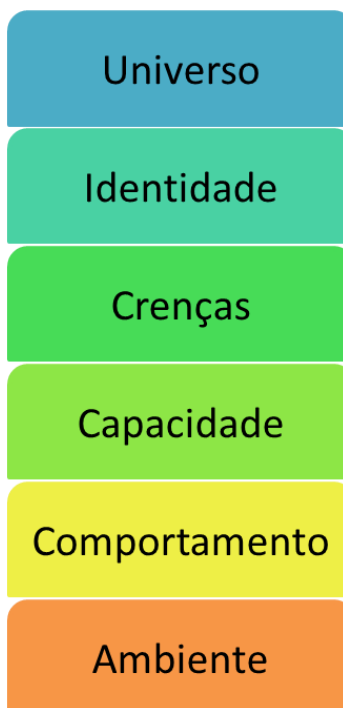 Universo
Identidade
Crenças
Capacidade
Comportamento
Ambiente